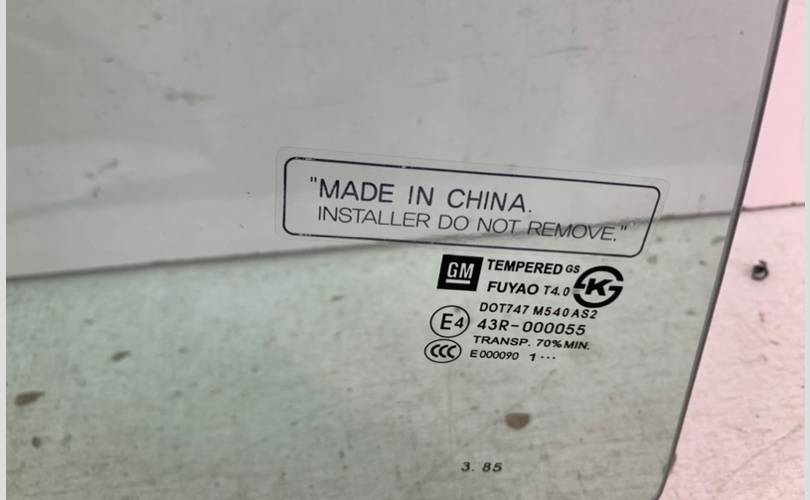 "MADE IN CHINA.
INSTALLER DO NOT REMOVE."
GM TEMPERED GS
FUYAO T4.0 K
DOT747 M540 AS2
E4 43R-000055
TRANSP. 70%MIN.
CCC E000090 1...
3. 85